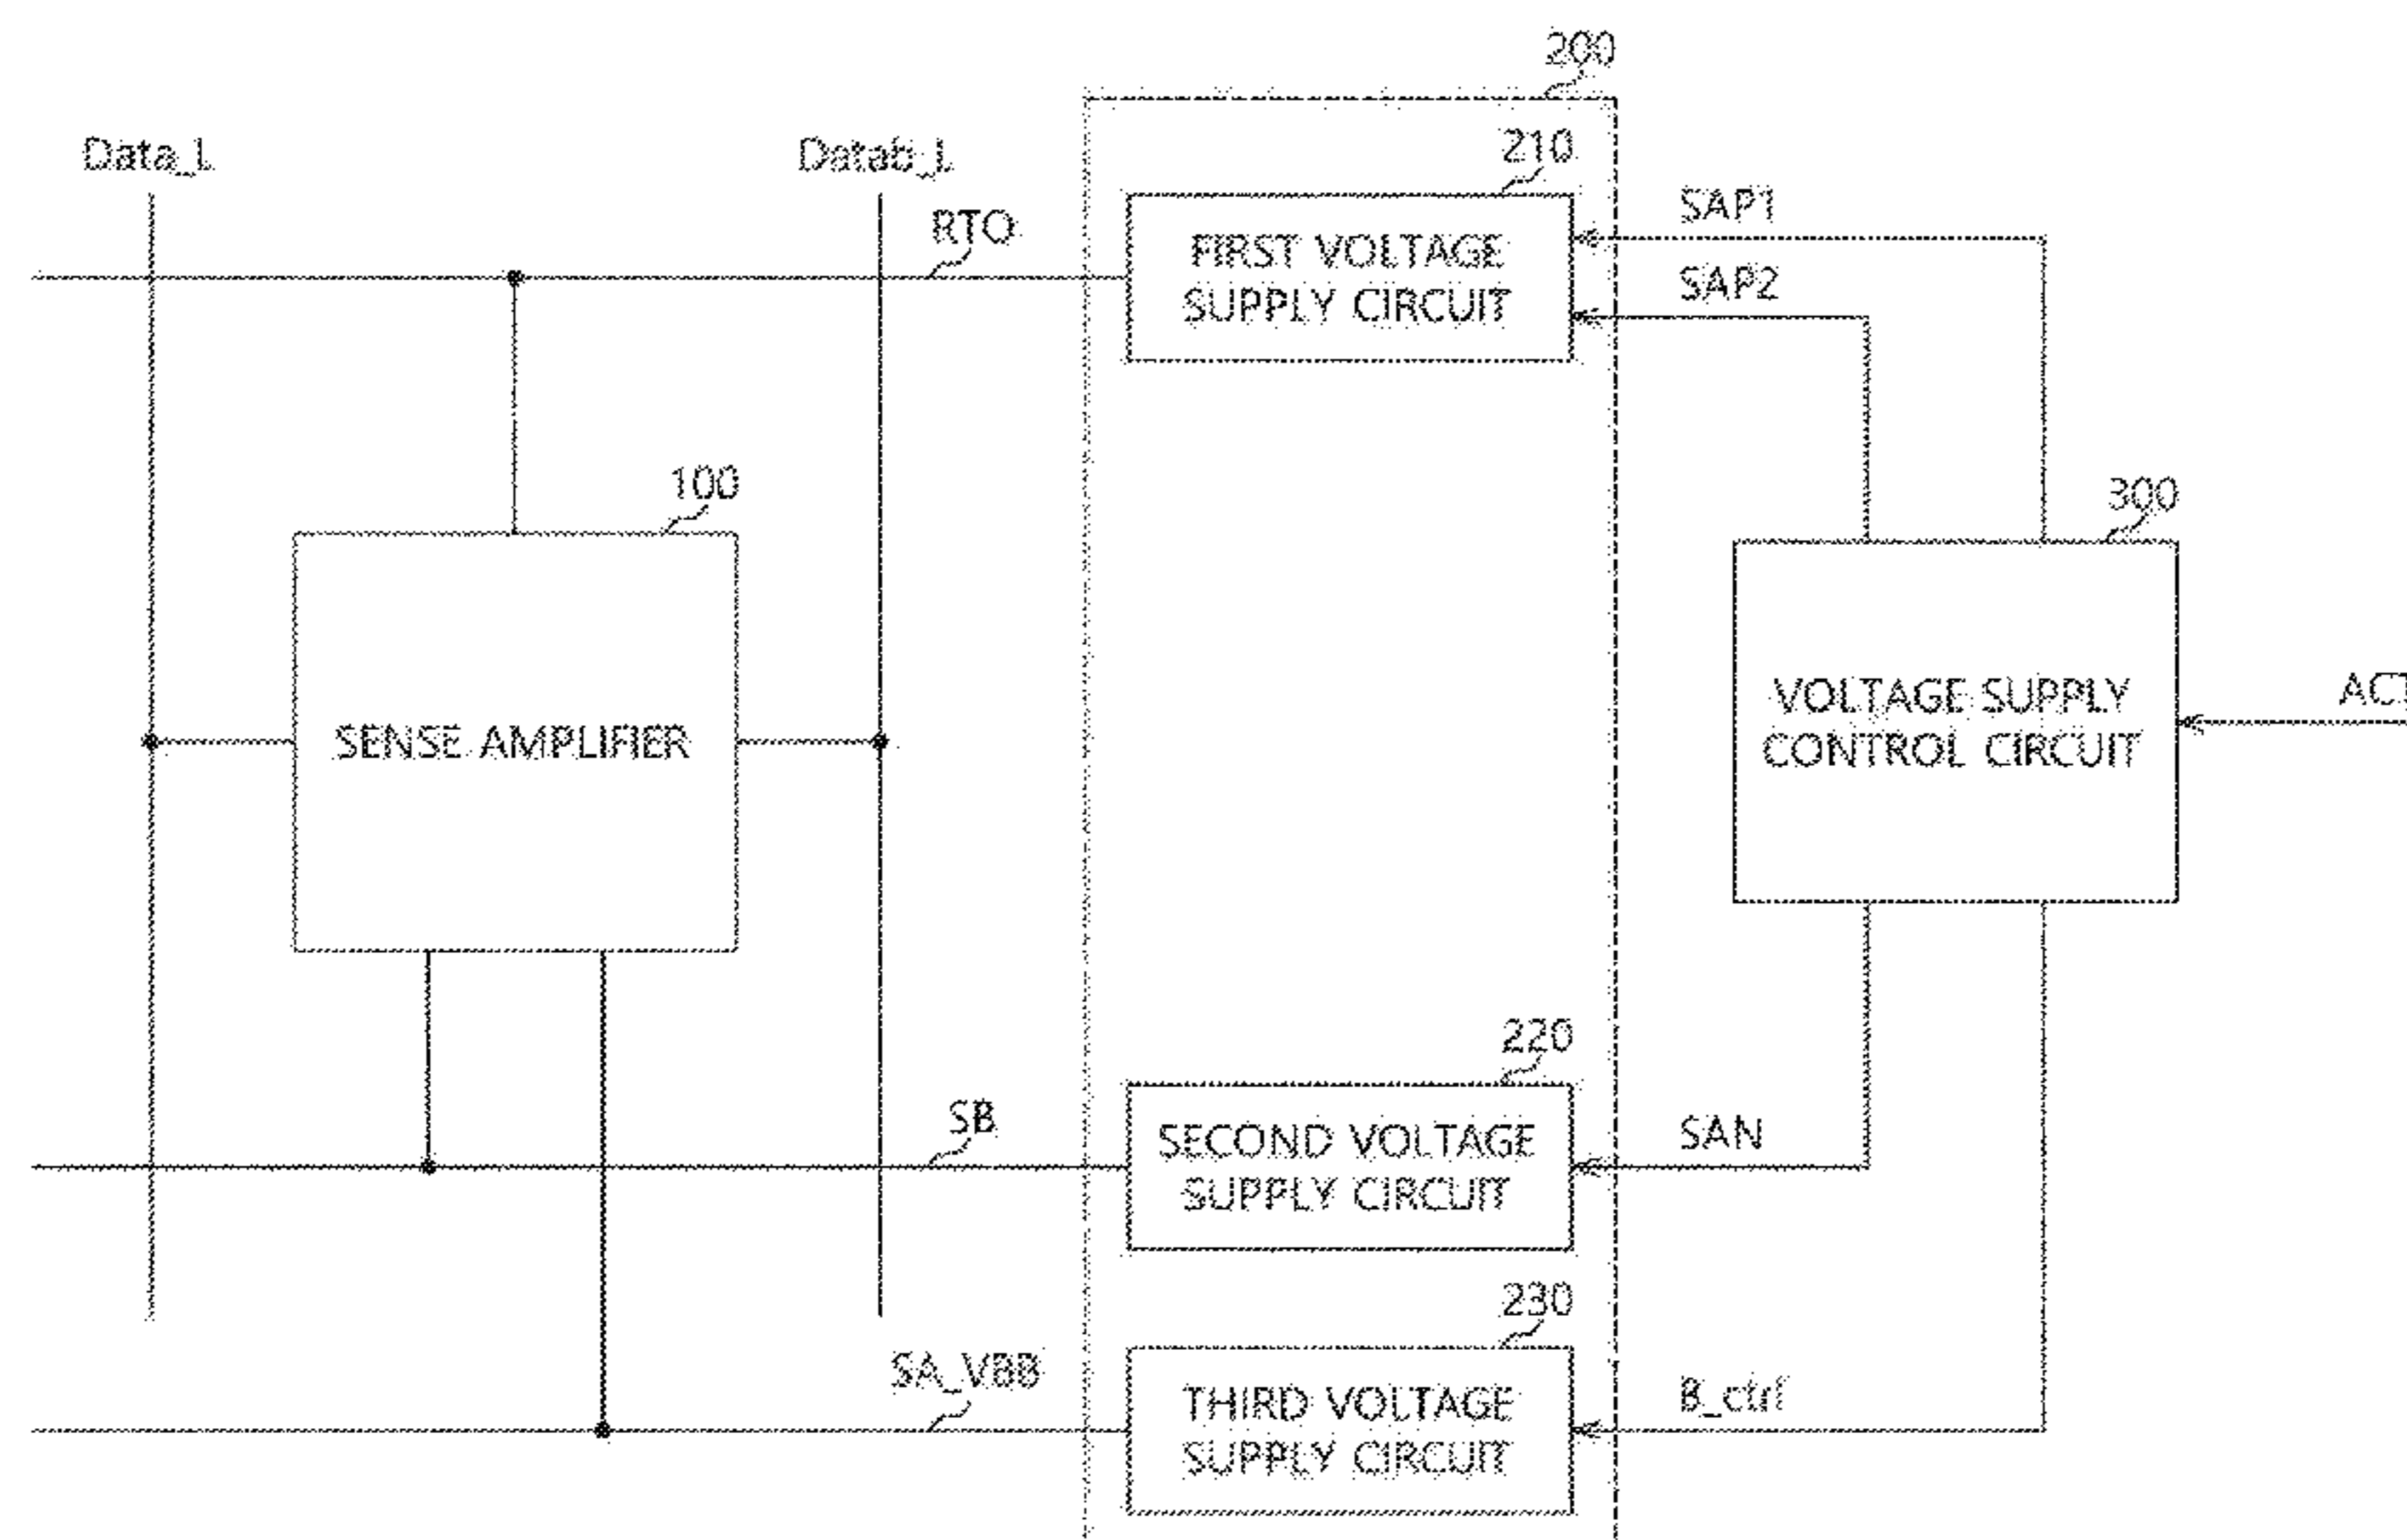 200
Data_L
Datab_L
210
RTO
SAP1
FIRST VOLTAGE
SUPPLY CIRCUIT
SAP2
100
300
SENSE AMPLIFIER
VOLTAGE SUPPLY
CONTROL CIRCUIT
ACT
220
SB
SECOND VOLTAGE
SUPPLY CIRCUIT
SAN
230
SA_VBB
THIRD VOLTAGE
SUPPLY CIRCUIT
B_ctrl